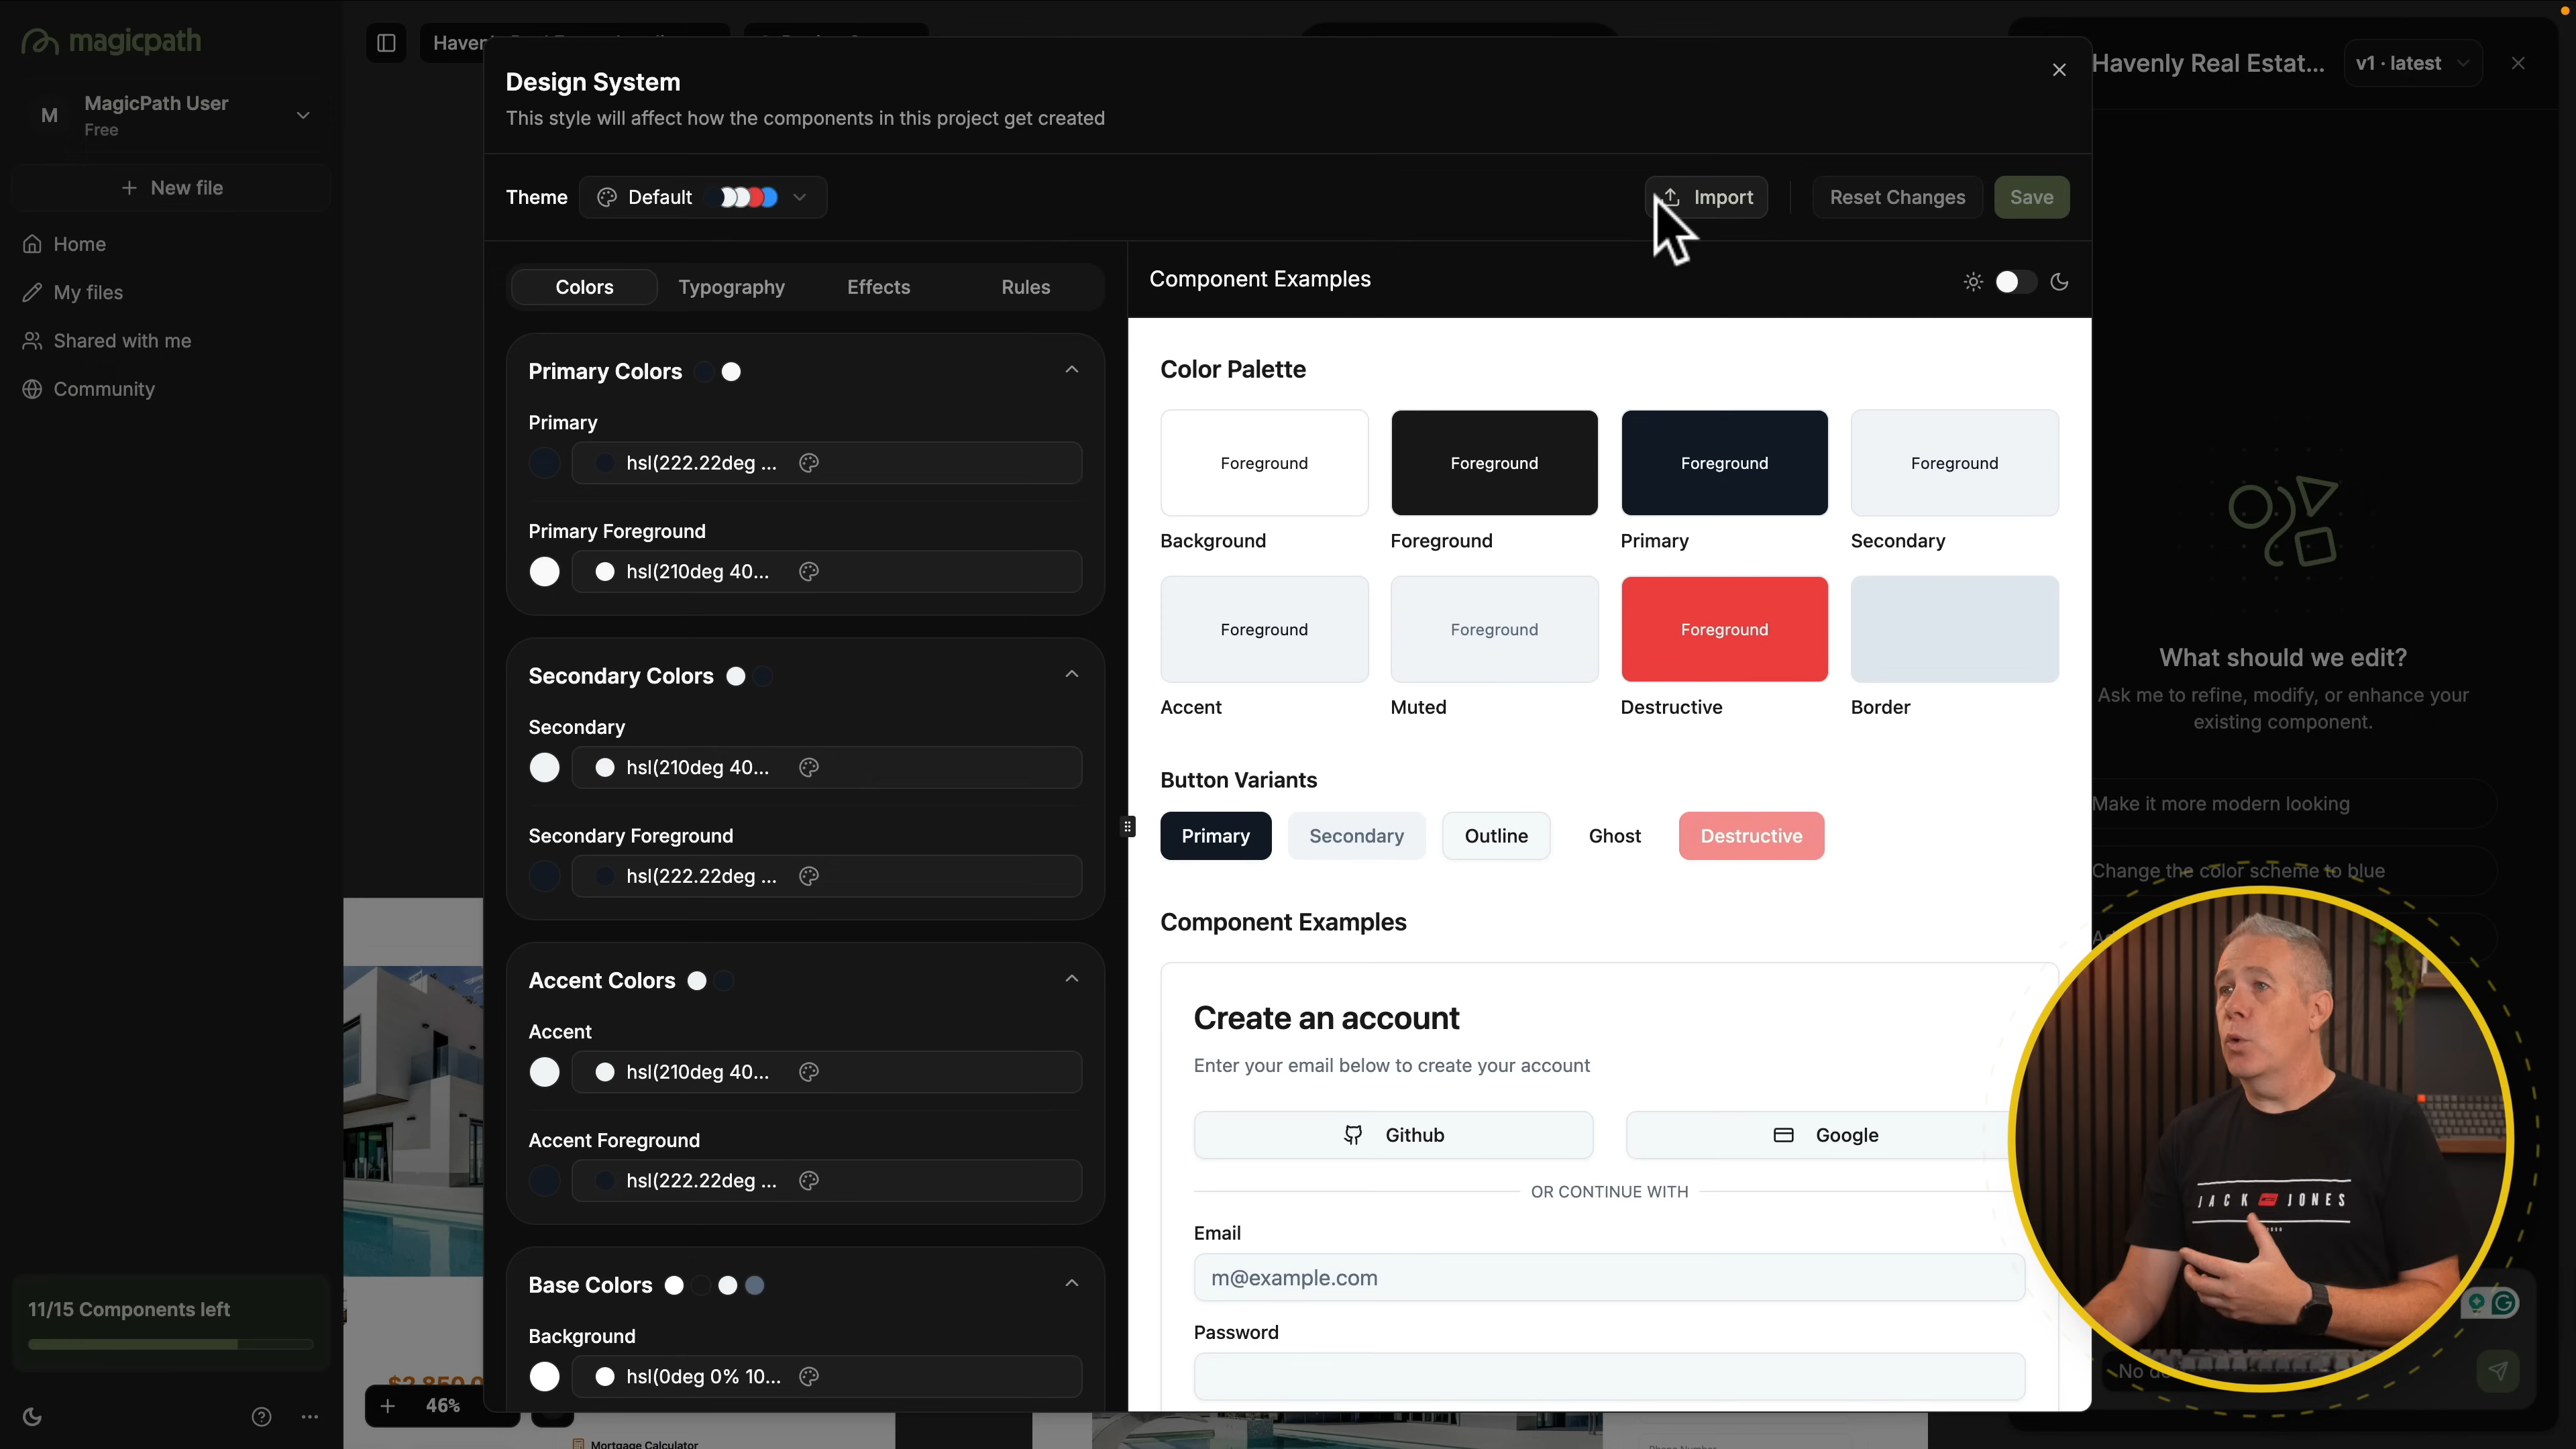 magicpath
M
MagicPath User
Free
New file
Home
My files
Shared with me
Community
11/15 Components left
46%
Design System
This style will affect how the components in this project get created
Theme
Default
Import
Reset Changes
Save
Colors
Typography
Effects
Rules
Primary Colors
Primary
hsl(222.22deg ...
Primary Foreground
hsl(210deg 40...
Secondary Colors
Secondary
hsl(210deg 40...
Secondary Foreground
hsl(222.22deg ...
Accent Colors
Accent
hsl(210deg 40...
Accent Foreground
hsl(222.22deg ...
Base Colors
Background
hsl(0deg 0% 10...
Component Examples
Color Palette
Foreground
Foreground
Foreground
Foreground
Background
Foreground
Primary
Secondary
Foreground
Foreground
Foreground
Accent
Muted
Destructive
Border
Button Variants
Primary
Secondary
Outline
Ghost
Destructive
Component Examples
Create an account
Enter your email below to create your account
Github
Google
OR CONTINUE WITH
Email
m@example.com
Password
Mortgage Calculator
Havenly Real Estat...
v1 · latest
What should we edit?
Ask me to refine, modify, or enhance your
existing component.
Make it more modern looking
Change the color scheme to blue
JACK JONES
No